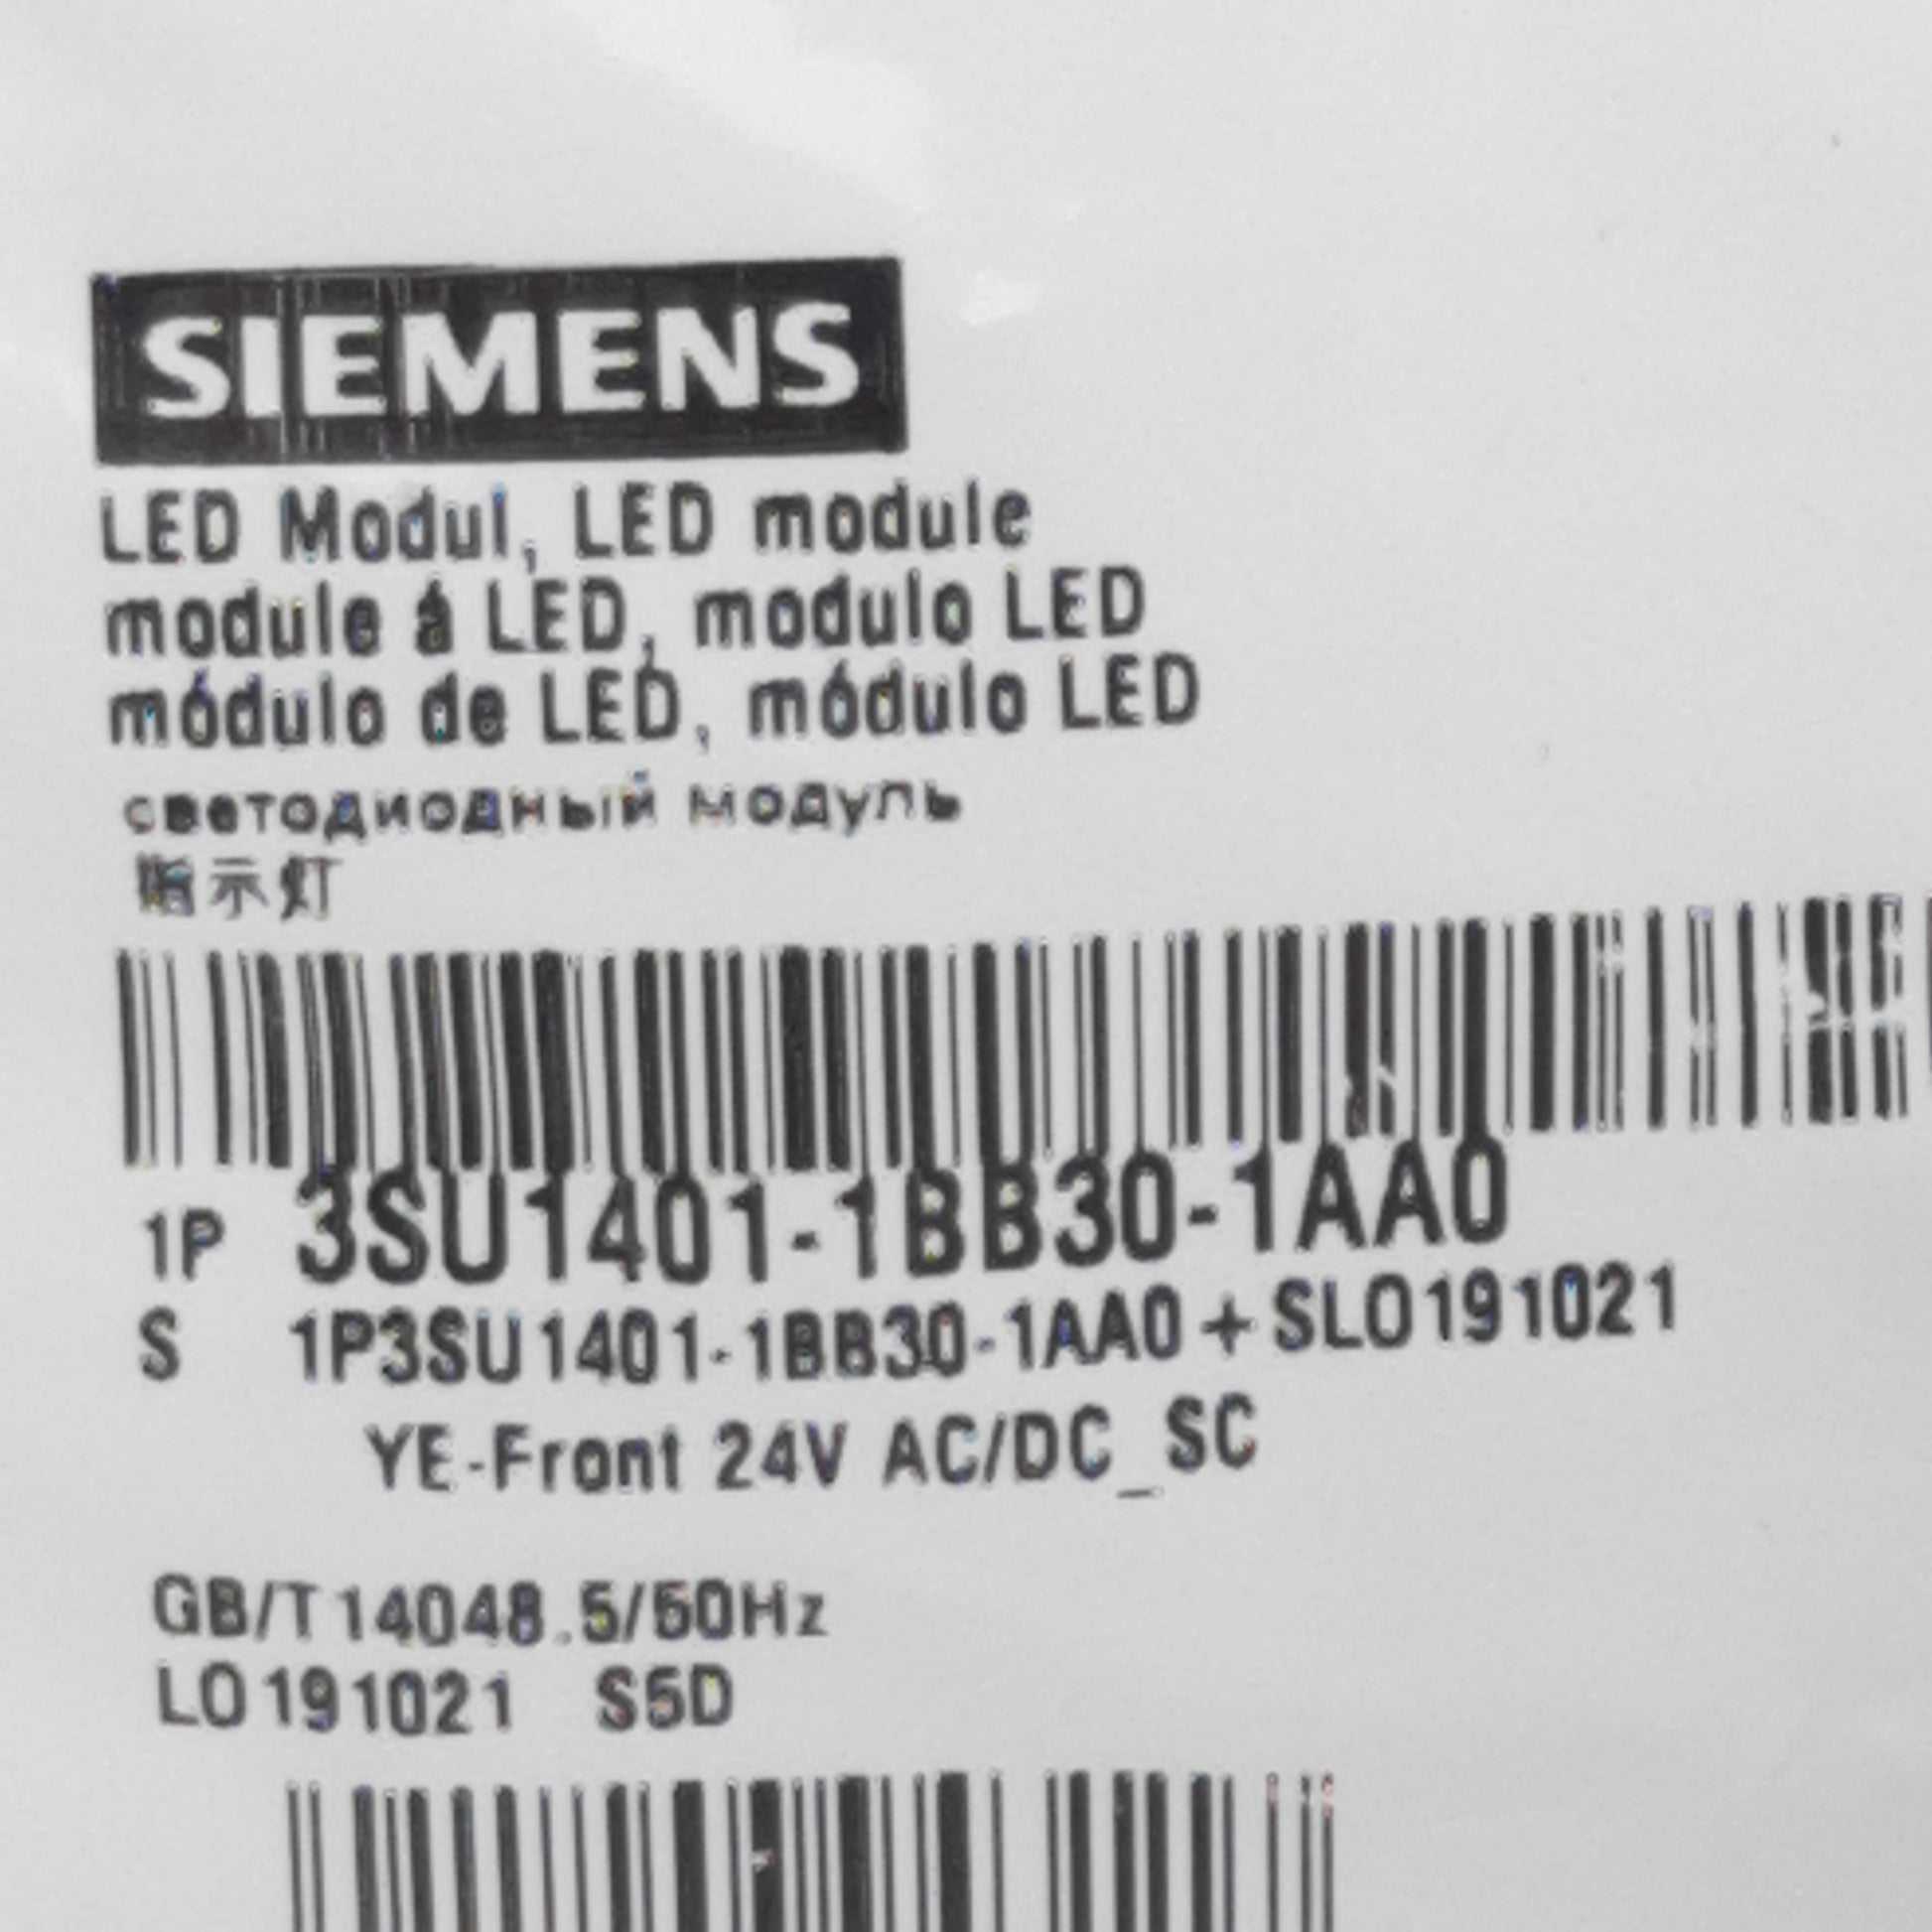 SIEMENS
LED Modul, LED module
module á LED, modulo LED
módulo de LED, módulo LED
светодиодный модуль
指示灯
1P 3SU1401-1BB30-1AA0
S 1P3SU1401-1BB30-1AA0+SLO191021
YE-Front 24V AC/DC_SC
GB/T14048.5/50Hz
LO191021 S5D